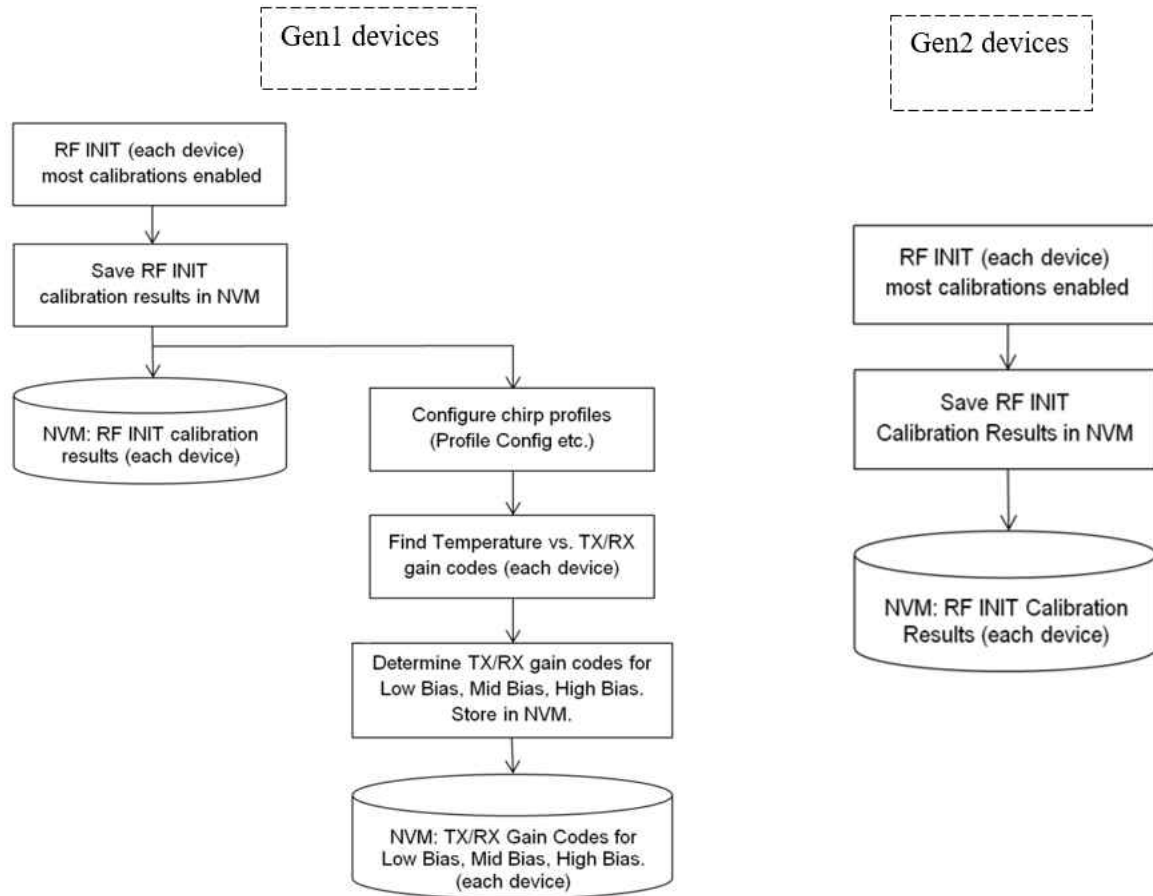 Gen1 devices
RF INIT (each device)
most calibrations enabled
Save RF INIT
calibration results in NVM
NVM: RF INIT calibration
results (each device)
Configure chirp profiles
(Profile Config etc.)
Find Temperature vs. TX/RX
gain codes (each device)
Determine TX/RX gain codes for
Low Bias, Mid Bias, High Bias.
Store in NVM.
NVM: TX/RX Gain Codes for
Low Bias, Mid Bias, High Bias.
(each device)
Gen2 devices
RF INIT (each device)
most calibrations enabled
Save RF INIT
Calibration Results in NVM
NVM: RF INIT Calibration
Results (each device)